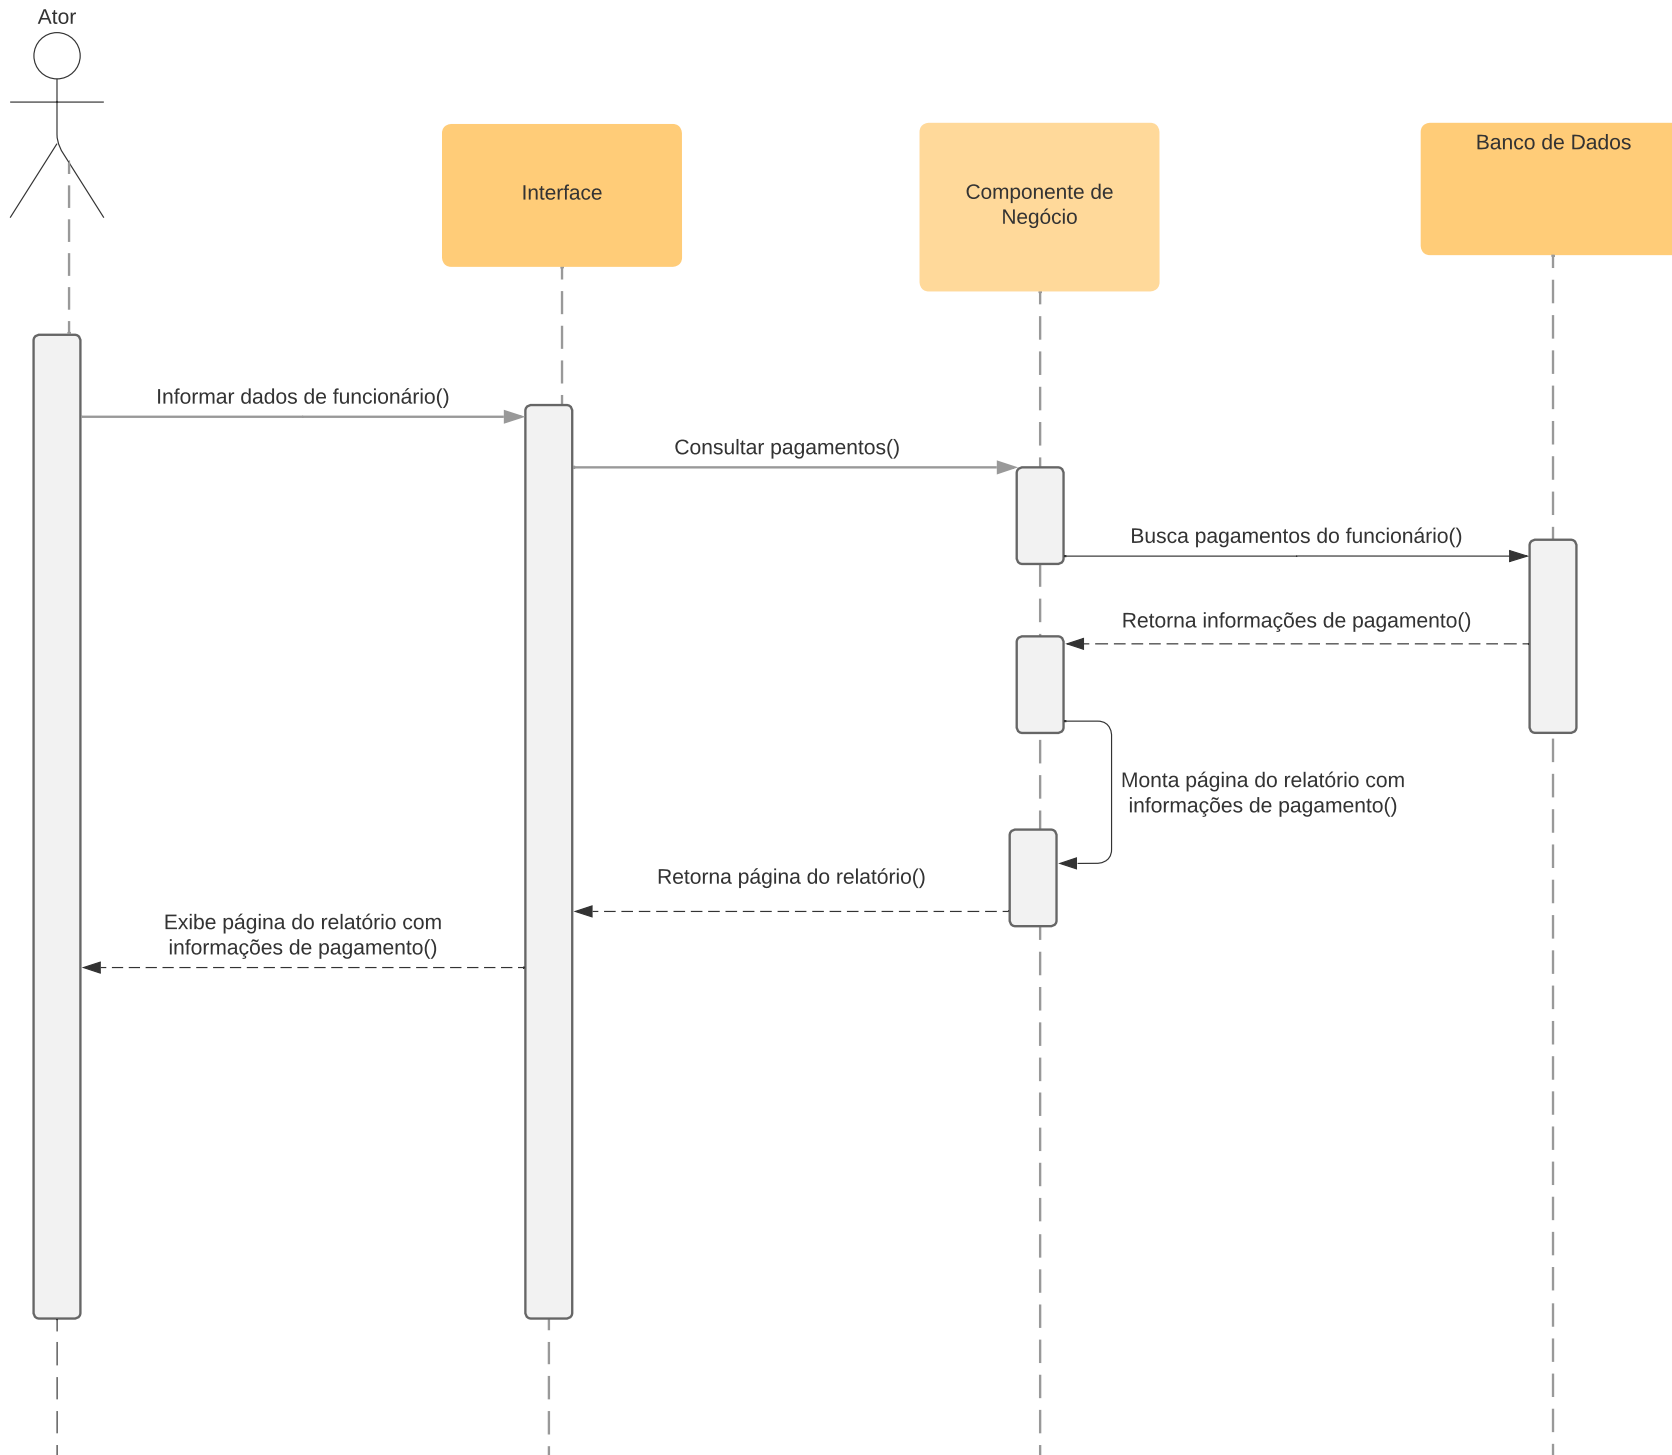 Ator
Interface
Componente de
Negócio
Banco de Dados
Informar dados de funcionário()
Consultar pagamentos()
Busca pagamentos do funcionário()
Retorna informações de pagamento()
Monta página do relatório com
informações de pagamento()
Retorna página do relatório()
Exibe página do relatório com
informações de pagamento()